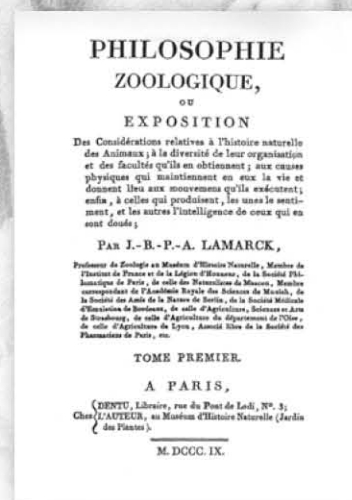 PHILOSOPHIE
ZOOLOGIQUE,
OU
EXPOSITION
Des Considérations relatives à l'histoire naturelle
des Animaux; à la diversité de leur organisation
et des facultés qu'ils en obtiennent; aux causes
physiques qui maintiennent en eux la vie et
donnent lieu aux mouvemens qu'ils exécutent;
enfin, à celles qui produisent, les unes le senti-
ment, et les autres l'intelligence de ceux qui en
sont doués;
PAR J.-B.-P.-A. LAMARCK,
Professeur de Zoologie au Muséum d'Histoire Naturelle, Membre de
l'Institut de France et de la Légion d'Honneur, de la Société Phi-
lomatique de Paris, de celle des Naturalistes de Moscou, Membre
correspondant de l'Académie Royale des Sciences de Munich, de
la Société des Amis de la Nature de Berlin, de la Société Médicale
d'Emulation de Bordeaux, de celle d'Agriculture, Sciences et Arts
de Strasbourg, de celle d'Agriculture du département de l'Oise,
de celle d'Agriculture de Lyon, Associé libre de la Société des
Pharmaciens de Paris, etc.
TOME PREMIER.
A PARIS,
Chez DENTU, Libraire, rue du Pont de Lodi, N°. 3;
L'AUTEUR, au Muséum d'Histoire Naturelle (Jardin
des Plantes).
M. DCCC. IX.